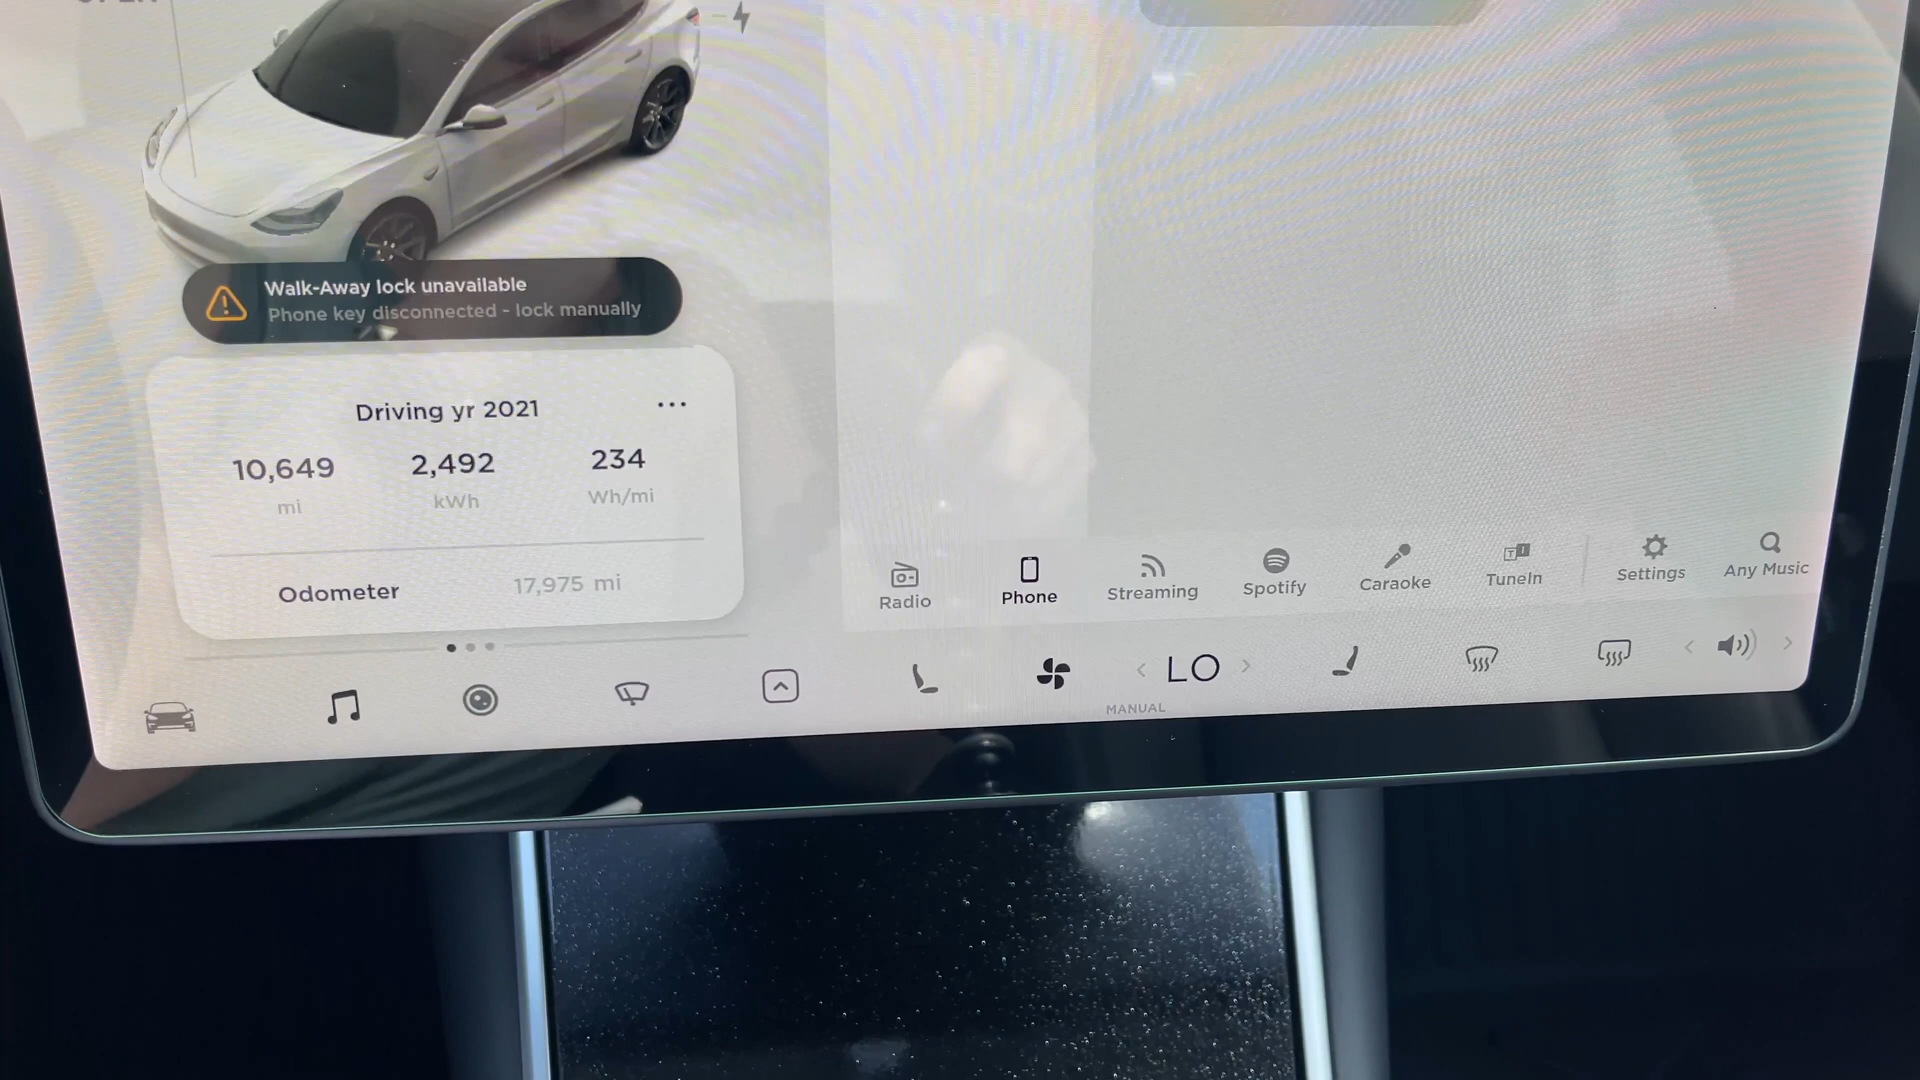 Walk-Away lock unavailable
Phone key disconnected - lock manually
Driving yr 2021
10,649 2,492 234
mi kWh Wh/mi
Odometer 17,975 mi
Radio Phone Streaming Spotify Caraoke TuneIn Settings Any Music
LO
MANUAL